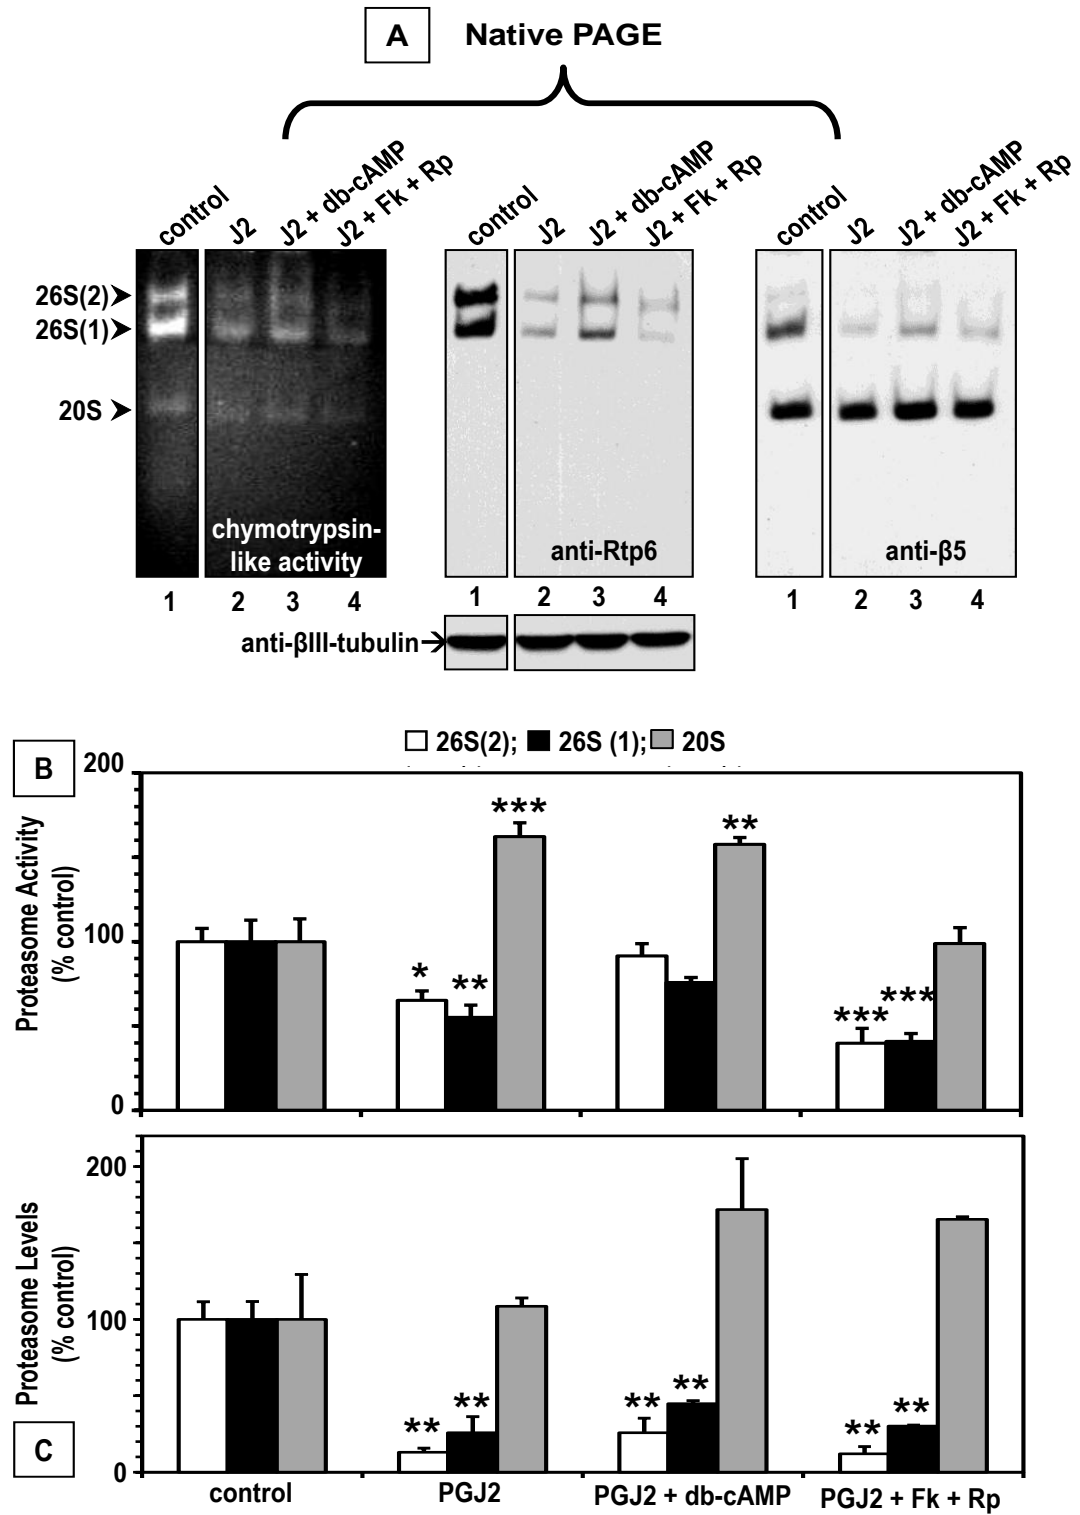 A Native PAGE
control J2 J2 + db-cAMP J2 + Fk + Rp
control J2 J2 + db-cAMP J2 + Fk + Rp
control J2 J2 + db-cAMP J2 + Fk + Rp
26S(2)
26S(1)
20S
chymotrypsin-
like activity
anti-Rtp6
anti-β5
1 2 3 4
1 2 3 4
1 2 3 4
anti-βIII-tubulin
26S(2); 26S (1); 20S
B
Proteasome Activity
(% control)
200
100
0
***
**
*
**
***
***
C
Proteasome Levels
(% control)
200
100
0
**
**
**
**
**
**
control PGJ2 PGJ2 + db-cAMP PGJ2 + Fk + Rp